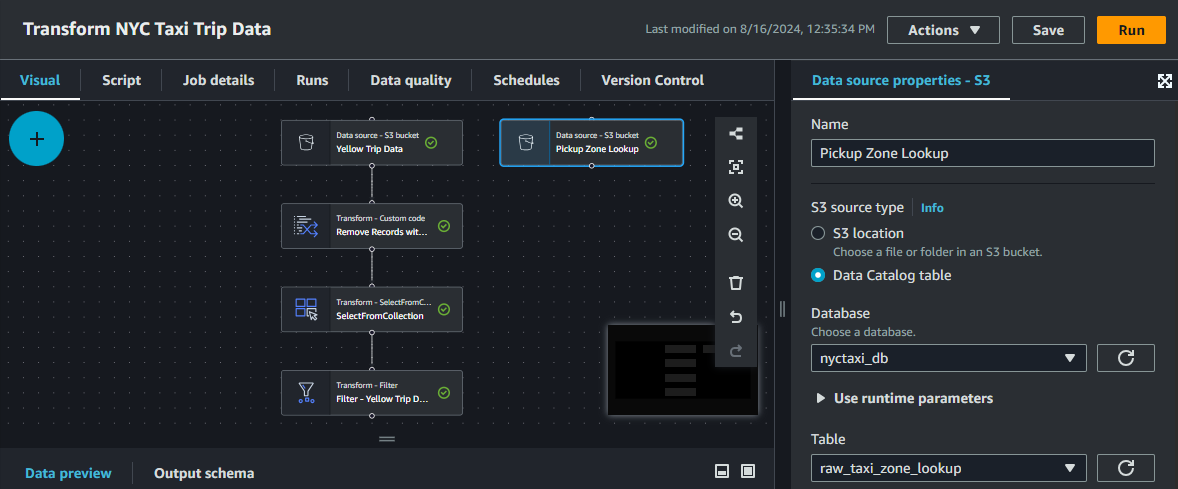 Transform NYC Taxi Trip Data
Last modified on 8/16/2024, 12:35:34 PM
Actions
Save
Run
Visual
Script
Job details
Runs
Data quality
Schedules
Version Control
Data source - S3 bucket
Yellow Trip Data
Data source - S3 bucket
Pickup Zone Lookup
Transform - Custom code
Remove Records wit...
Transform - SelectFromC...
SelectFromCollection
Transform - Filter
Filter - Yellow Trip D...
Data preview
Output schema
Data source properties - S3
Name
Pickup Zone Lookup
S3 source type
Info
S3 location
Choose a file or folder in an S3 bucket.
Data Catalog table
Database
Choose a database.
nyctaxi_db
Use runtime parameters
Table
raw_taxi_zone_lookup